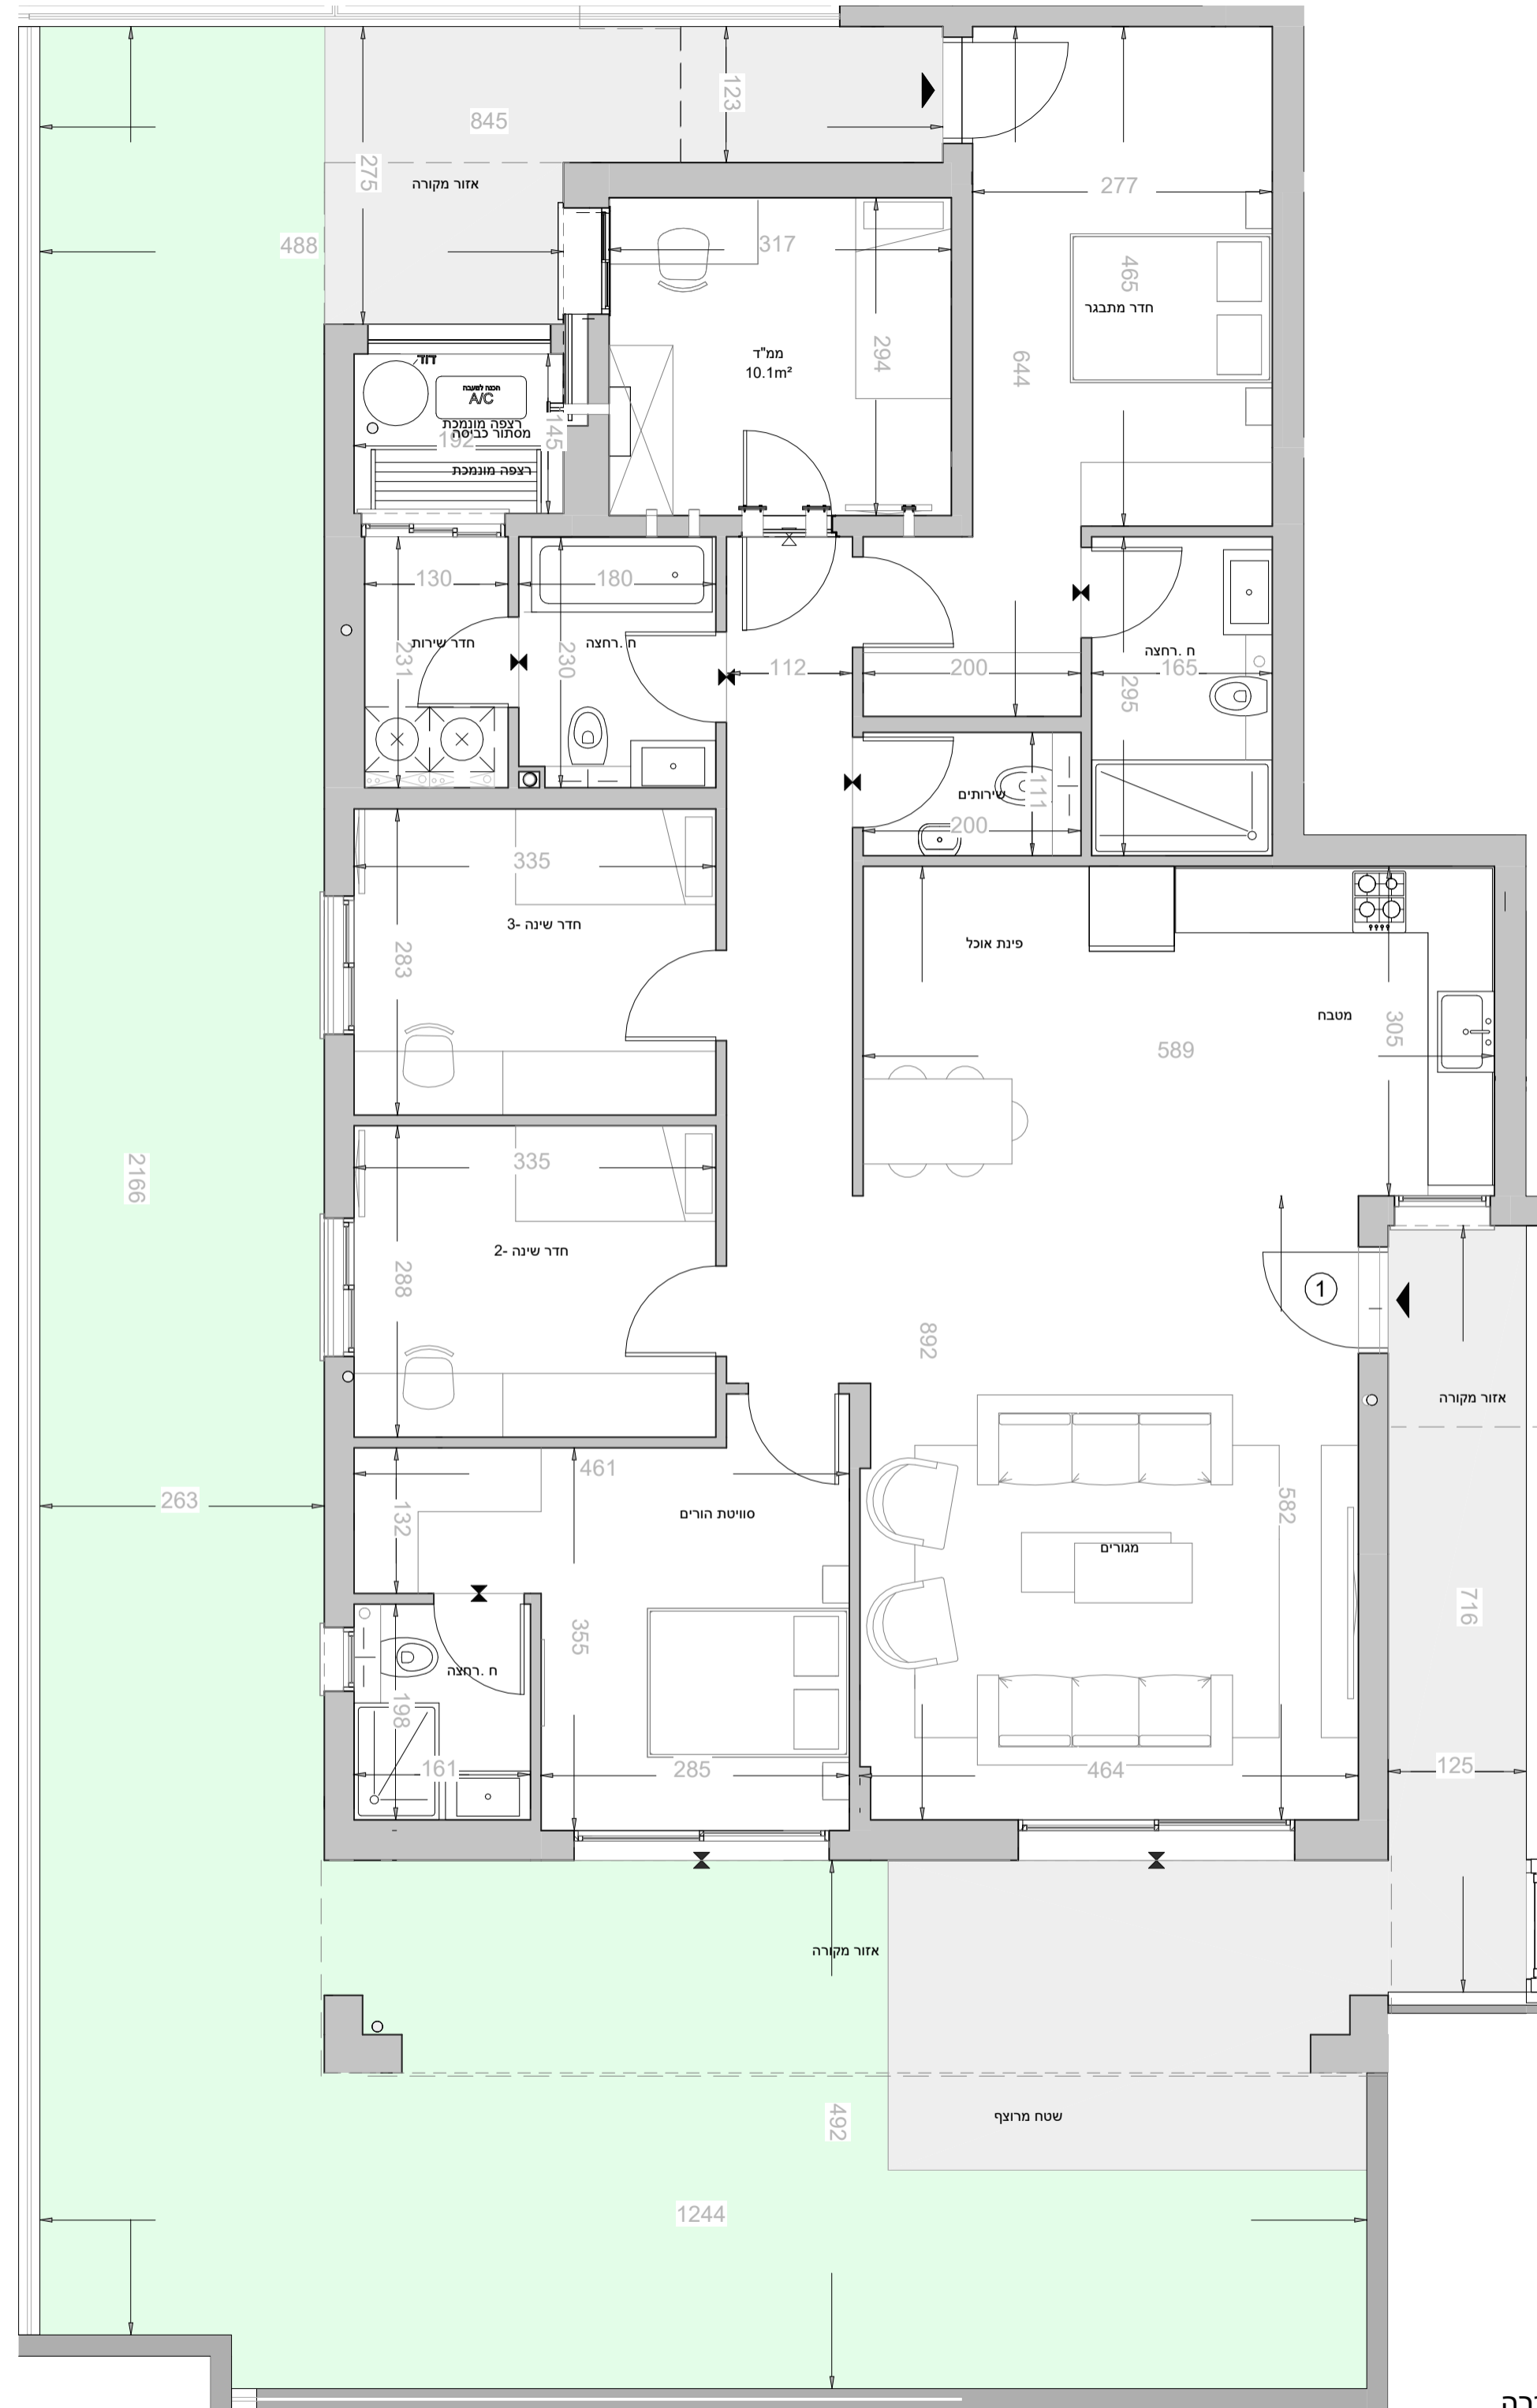 123
845
275
אזור מקורה
277
488
317
465
חדר מתבגר
294
644
ממ"ד
10.1m²
דוד
הכנה למעבה
A/C
רצפה מונמכת
מסתור כביסה
192
145
רצפה מונמכת
130
180
חדר שירות
231
ח .רחצה
230
112
200
ח .רחצה
165
295
שירותים
111
200
335
חדר שינה -3
283
פינת אוכל
מטבח
305
589
2166
335
חדר שינה -2
288
1
892
אזור מקורה
461
263
132
סוויטת הורים
582
מגורים
716
355
ח .רחצה
198
161
285
464
125
אזור מקורה
492
שטח מרוצף
1244